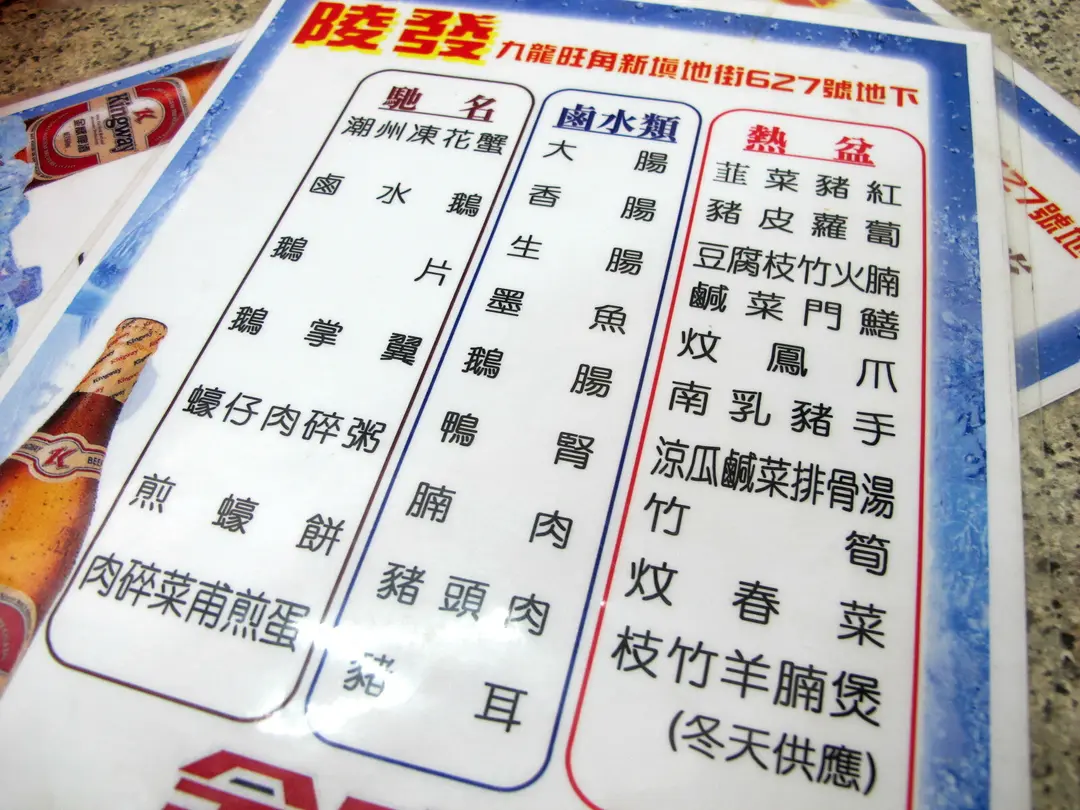 陵發 九龍旺角新填地街627號地下
馳名
潮州凍花蟹
鹵水鵝
鵝片
鵝掌翼
蠔仔肉碎粥
煎蠔餅
肉碎菜甫煎蛋
鹵水類
大腸
香腸
生腸
墨魚
鵝腸
鴨腎
腩肉
豬頭肉
豬耳
熱盆
韮菜豬紅
豬皮蘿蔔
豆腐枝竹火腩
鹹菜門鱔
炆鳳爪
南乳豬手
涼瓜鹹菜排骨湯
竹筍
炆春菜
枝竹羊腩煲
(冬天供應)
Kingway
K
627號地